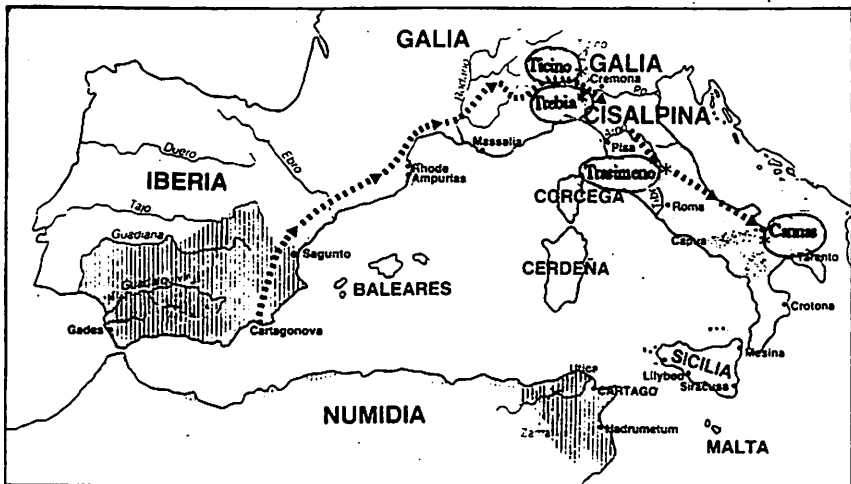 GALIA
Ticino
GALIA
Cremona
Po
Trebia
CISALPINA
Rodano
Massalia
Pisa
Duero
Ebro
Rhode
Ampurias
Trasimeno
IBERIA
CORCEGA
Tajo
Roma
Guadiana
Cannas
Capua
Tarento
Sagunto
CERDEÑA
BALEARES
Gades
Cartagonova
Crotona
Mesina
SICILIA
Lilybeo
Siracusa
Utica
CARTAGO
NUMIDIA
Zama
Hadrumetum
MALTA